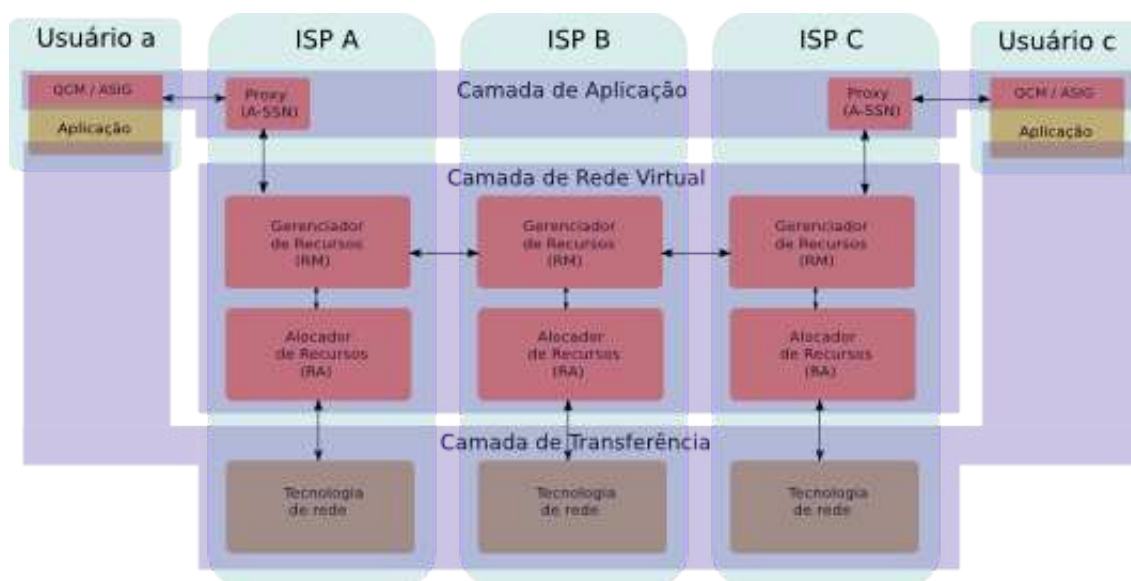 Usuário a
ISP A
ISP B
ISP C
Usuário c
QCM / ASIG
Aplicação
Proxy
(A-SSN)
Camada de Aplicação
Proxy
(A-SSN)
QCM / ASIG
Aplicação
Camada de Rede Virtual
Gerenciador
de Recursos
(RM)
Gerenciador
de Recursos
(RM)
Gerenciador
de Recursos
(RM)
Alocador
de Recursos
(RA)
Alocador
de Recursos
(RA)
Alocador
de Recursos
(RA)
Camada de Transferência
Tecnologia
de rede
Tecnologia
de rede
Tecnologia
de rede